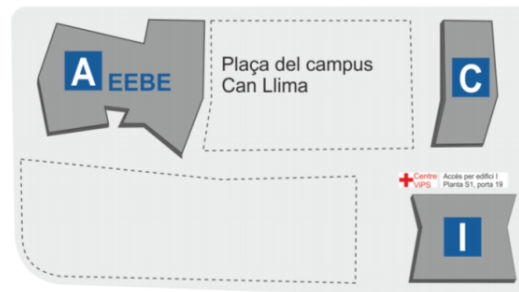 A EEBE
Plaça del campus
Can Llima
C
Centre
ViPS
Accés per edifici I
Planta S1, porta 19
I